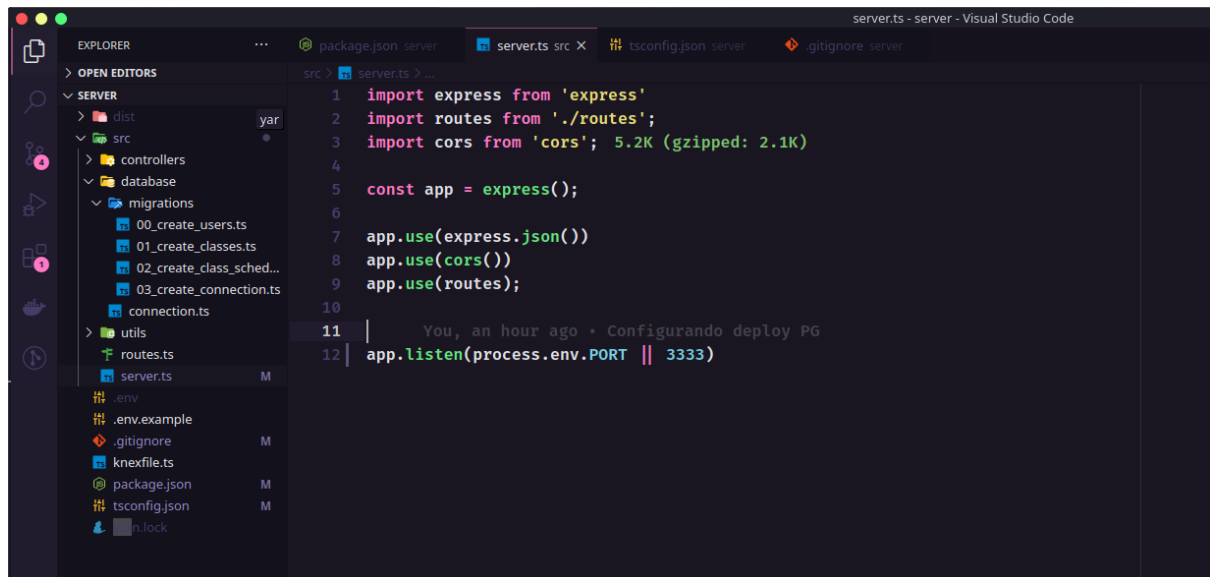 server.ts - server - Visual Studio Code
EXPLORER ...
package.json server
server.ts src
tsconfig.json server
.gitignore server
OPEN EDITORS
SERVER
dist
yar
src
controllers
database
migrations
00_create_users.ts
01_create_classes.ts
02_create_class_sched...
03_create_connection.ts
connection.ts
utils
routes.ts
server.ts M
.env
.env.example
.gitignore M
knexfile.ts
package.json M
tsconfig.json M
n.lock
4
1
src > server.ts > ...
1 import express from 'express'
2 import routes from './routes';
3 import cors from 'cors'; 5.2K (gzipped: 2.1K)
4
5 const app = express();
6
7 app.use(express.json())
8 app.use(cors())
9 app.use(routes);
10
11 You, an hour ago • Configurando deploy PG
12 app.listen(process.env.PORT || 3333)